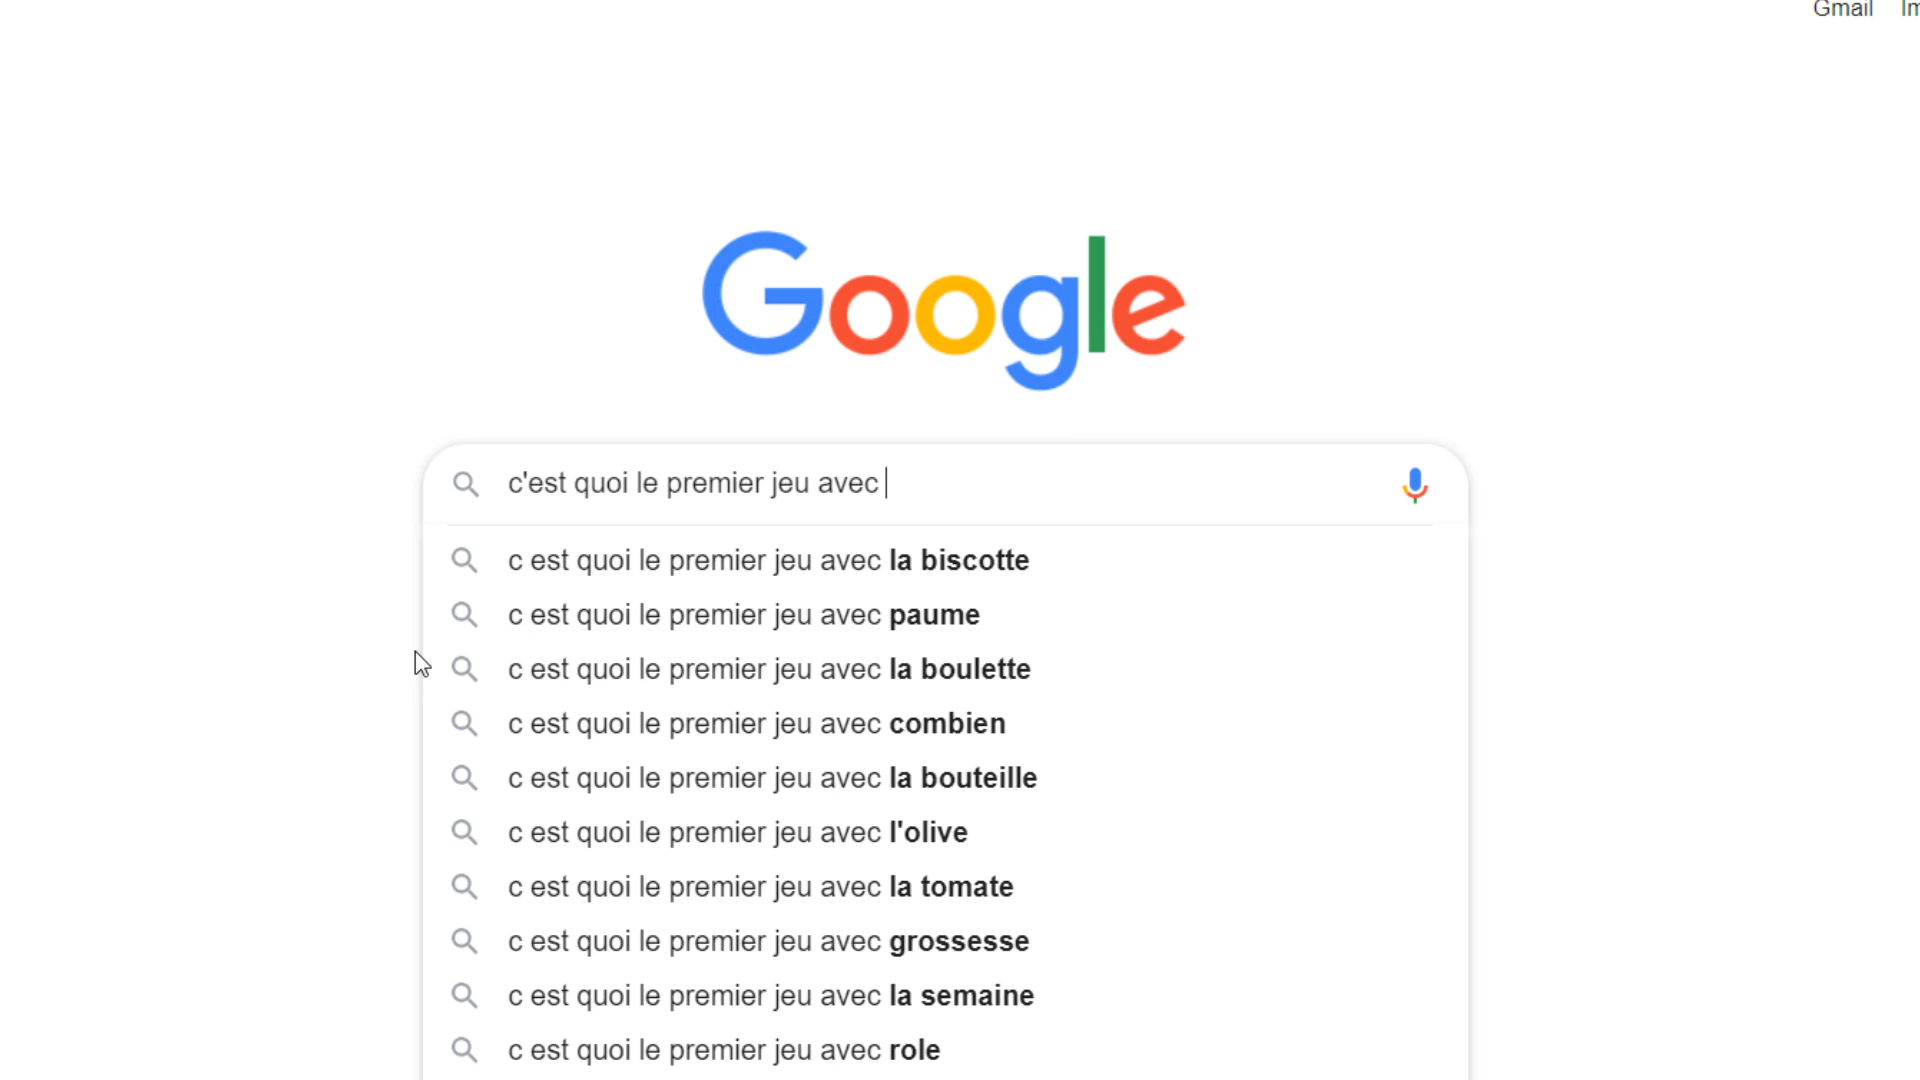 Gmail
Google
c'est quoi le premier jeu avec
c est quoi le premier jeu avec la biscotte
c est quoi le premier jeu avec paume
c est quoi le premier jeu avec la boulette
c est quoi le premier jeu avec combien
c est quoi le premier jeu avec la bouteille
c est quoi le premier jeu avec l'olive
c est quoi le premier jeu avec la tomate
c est quoi le premier jeu avec grossesse
c est quoi le premier jeu avec la semaine
c est quoi le premier jeu avec role